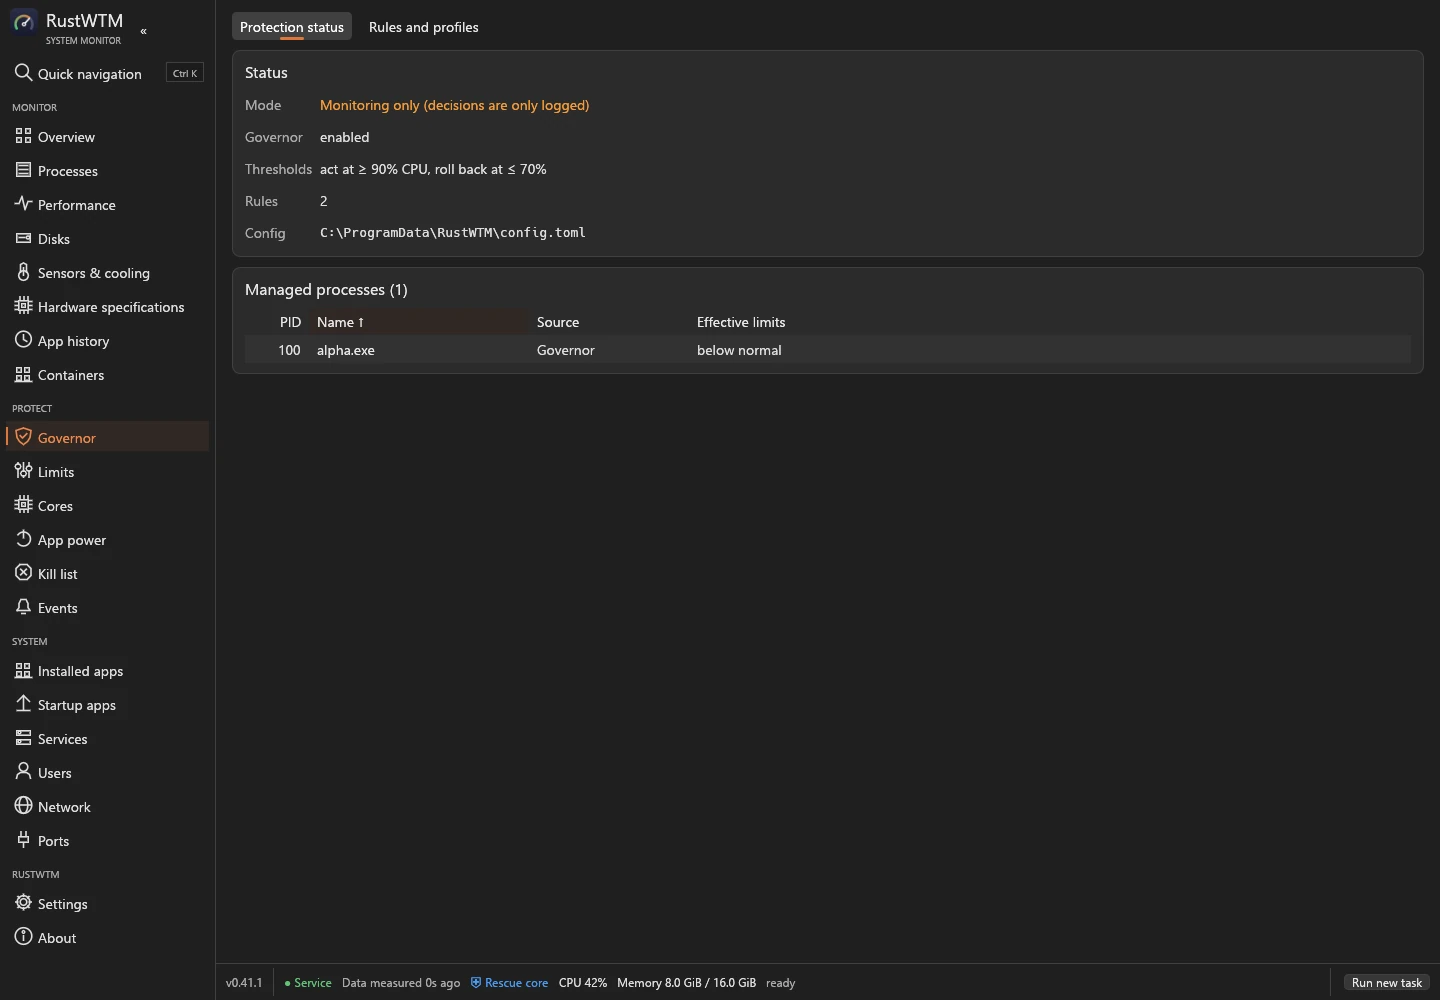 RustWTM
SYSTEM MONITOR
«
Quick navigation Ctrl K
MONITOR
Overview
Processes
Performance
Disks
Sensors & cooling
Hardware specifications
App history
Containers
PROTECT
Governor
Limits
Cores
App power
Kill list
Events
SYSTEM
Installed apps
Startup apps
Services
Users
Network
Ports
RUSTWTM
Settings
About
Protection status Rules and profiles
Status
Mode Monitoring only (decisions are only logged)
Governor enabled
Thresholds act at ≥ 90% CPU, roll back at ≤ 70%
Rules 2
Config C:\ProgramData\RustWTM\config.toml
Managed processes (1)
PID Name ↑ Source Effective limits
100 alpha.exe Governor below normal
v0.41.1 ● Service Data measured 0s ago Rescue core CPU 42% Memory 8.0 GiB / 16.0 GiB ready Run new task